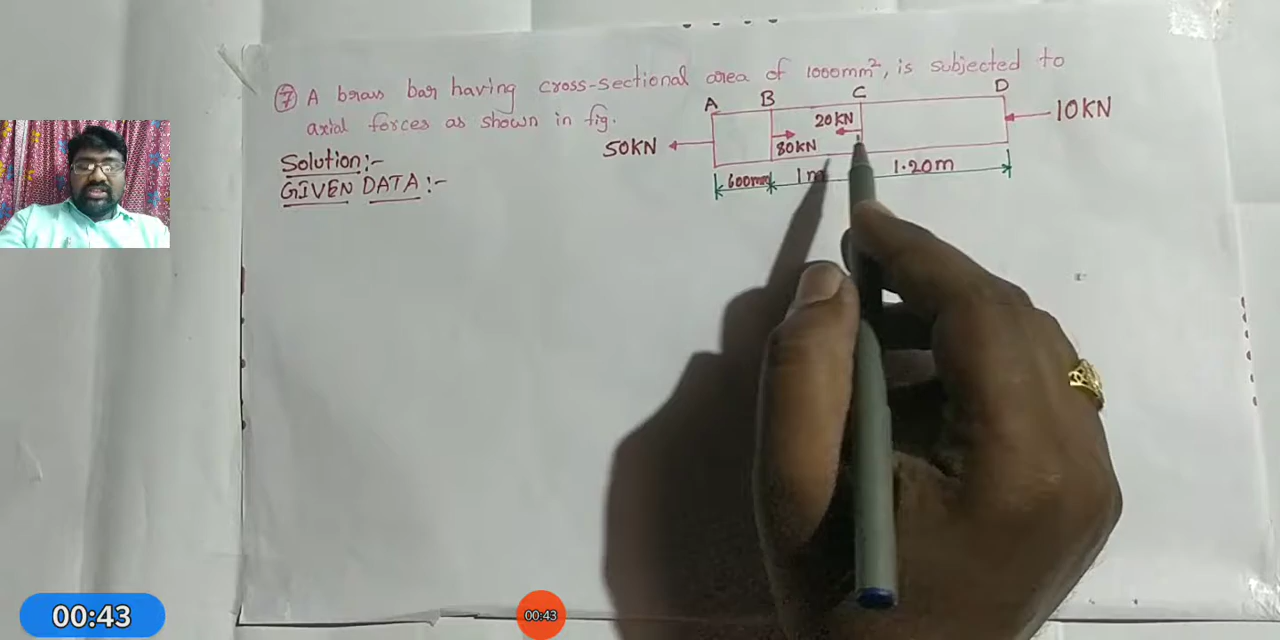 ⑦ A brass bar having cross-sectional area of 1000mm², is subjected to
axial forces as shown in fig.
A B C D
50KN
80KN
20KN
10KN
600mm 1m 1.20m
Solution:-
GIVEN DATA:-
00:43
00:43